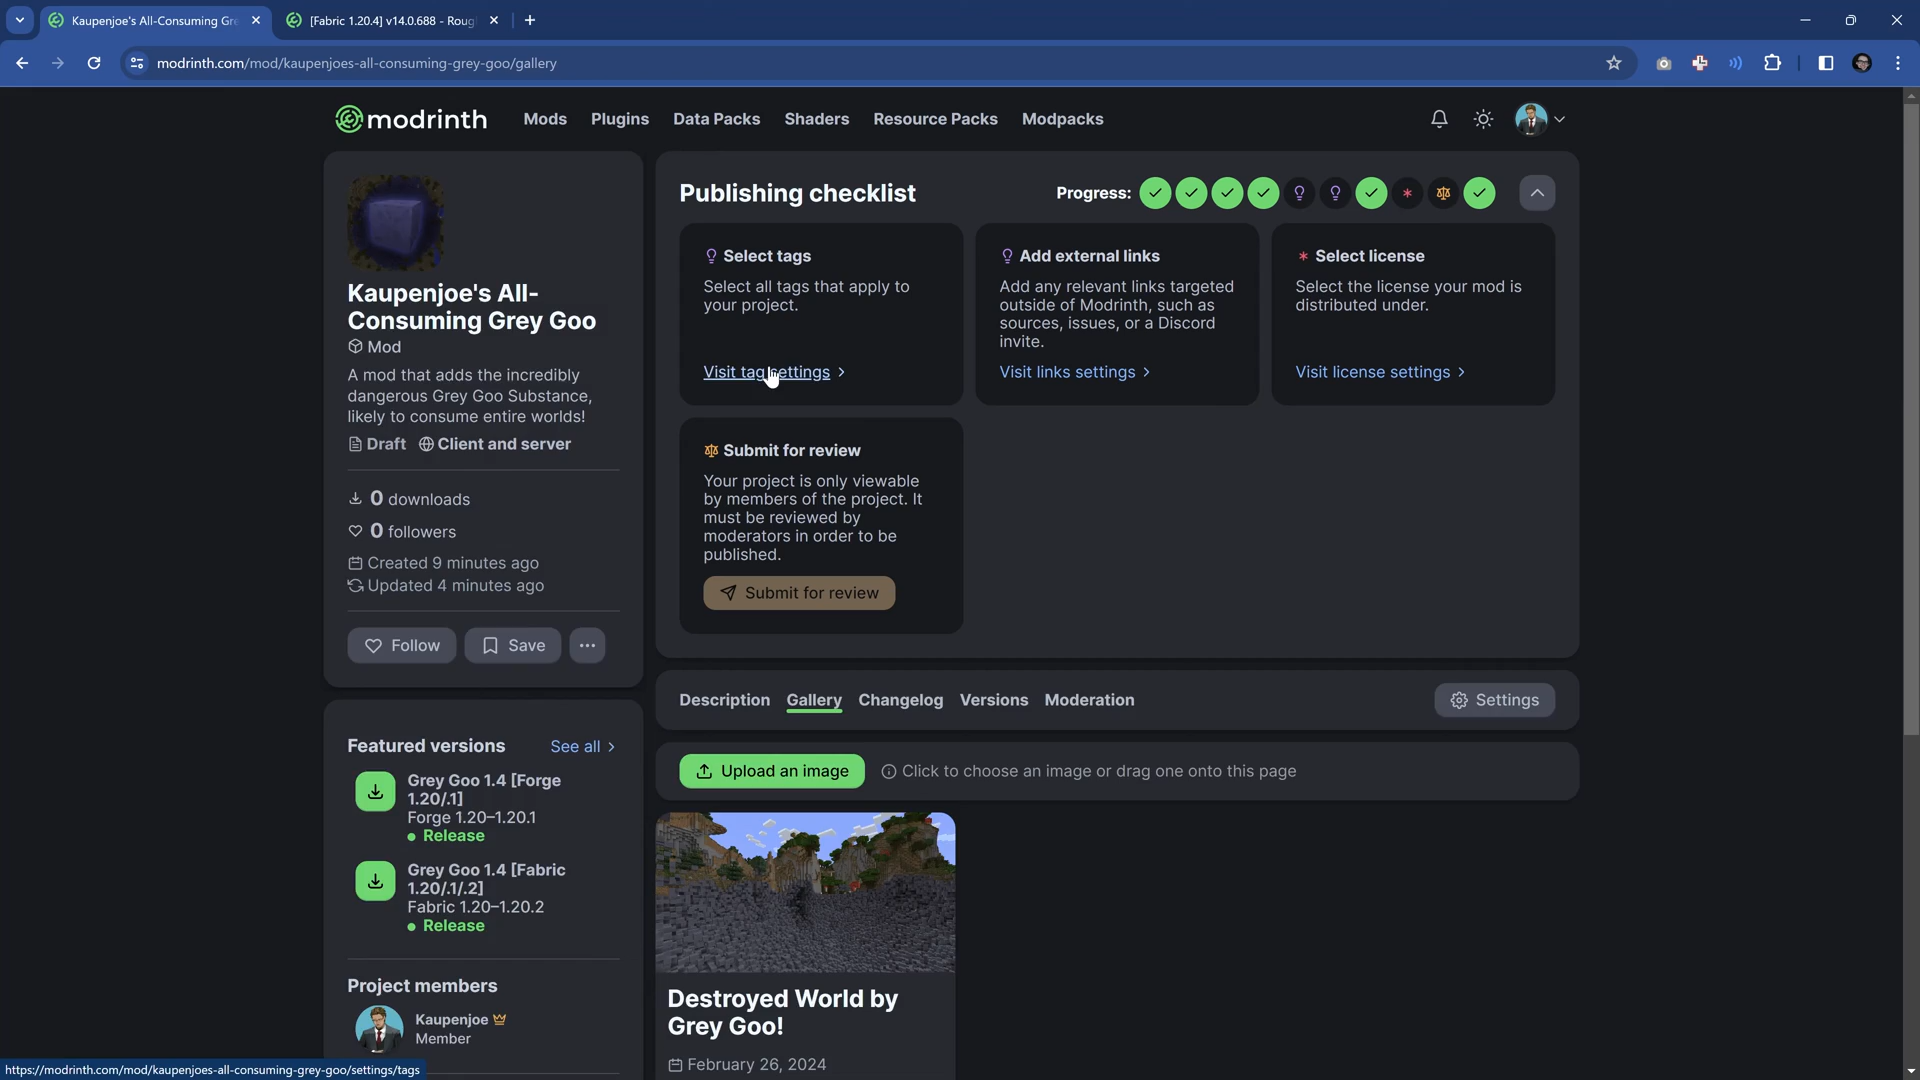 Kaupenjoe's All-Consuming Gr
[Fabric 1.20.4] v14.0.688 - Roug
modrinth.com/mod/kaupenjoes-all-consuming-grey-goo/gallery
modrinth
Mods Plugins Data Packs Shaders Resource Packs Modpacks
Kaupenjoe's All-
Consuming Grey Goo
Mod
A mod that adds the incredibly
dangerous Grey Goo Substance,
likely to consume entire worlds!
Draft Client and server
0 downloads
0 followers
Created 9 minutes ago
Updated 4 minutes ago
Follow Save
Featured versions See all
Grey Goo 1.4 [Forge
1.20/.1]
Forge 1.20–1.20.1
Release
Grey Goo 1.4 [Fabric
1.20/.1/.2]
Fabric 1.20–1.20.2
Release
Project members
Kaupenjoe
Member
Publishing checklist
Progress:
Select tags
Select all tags that apply to
your project.
Visit tag settings
Add external links
Add any relevant links targeted
outside of Modrinth, such as
sources, issues, or a Discord
invite.
Visit links settings
* Select license
Select the license your mod is
distributed under.
Visit license settings
Submit for review
Your project is only viewable
by members of the project. It
must be reviewed by
moderators in order to be
published.
Submit for review
Description Gallery Changelog Versions Moderation
Settings
Upload an image
Click to choose an image or drag one onto this page
Destroyed World by
Grey Goo!
February 26, 2024
https://modrinth.com/mod/kaupenjoes-all-consuming-grey-goo/settings/tags